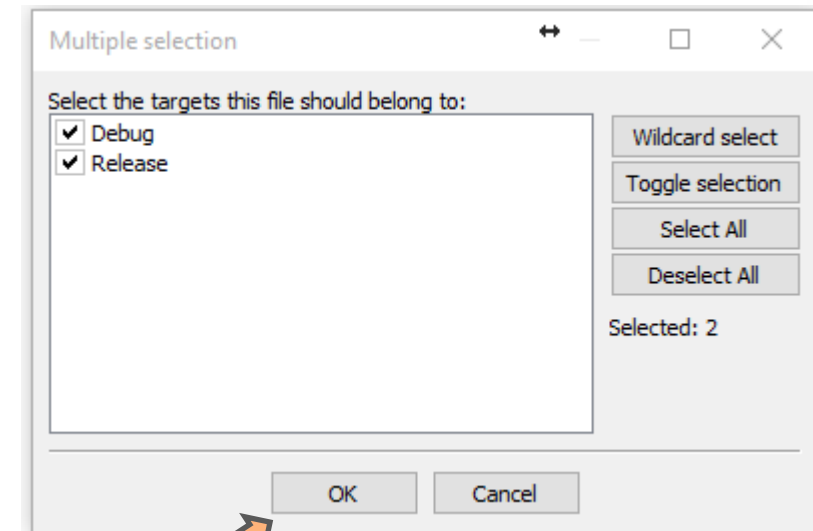 Multiple selection
Select the targets this file should belong to:
Debug
Release
Wildcard select
Toggle selection
Select All
Deselect All
Selected: 2
OK
Cancel